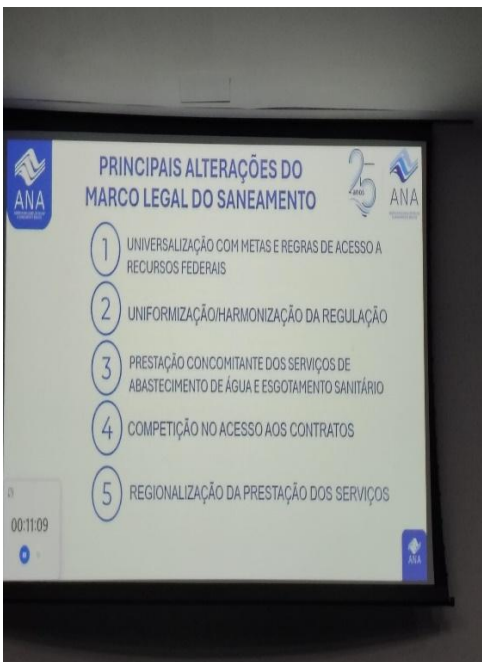 PRINCIPAIS ALTERAÇÕES DO
MARCO LEGAL DO SANEAMENTO
ANA
25
anos
ANA
1
UNIVERSALIZAÇÃO COM METAS E REGRAS DE ACESSO A
RECURSOS FEDERAIS
2
UNIFORMIZAÇÃO/HARMONIZAÇÃO DA REGULAÇÃO
3
PRESTAÇÃO CONCOMITANTE DOS SERVIÇOS DE
ABASTECIMENTO DE ÁGUA E ESGOTAMENTO SANITÁRIO
4
COMPETIÇÃO NO ACESSO AOS CONTRATOS
5
REGIONALIZAÇÃO DA PRESTAÇÃO DOS SERVIÇOS
00:11:09
ANA